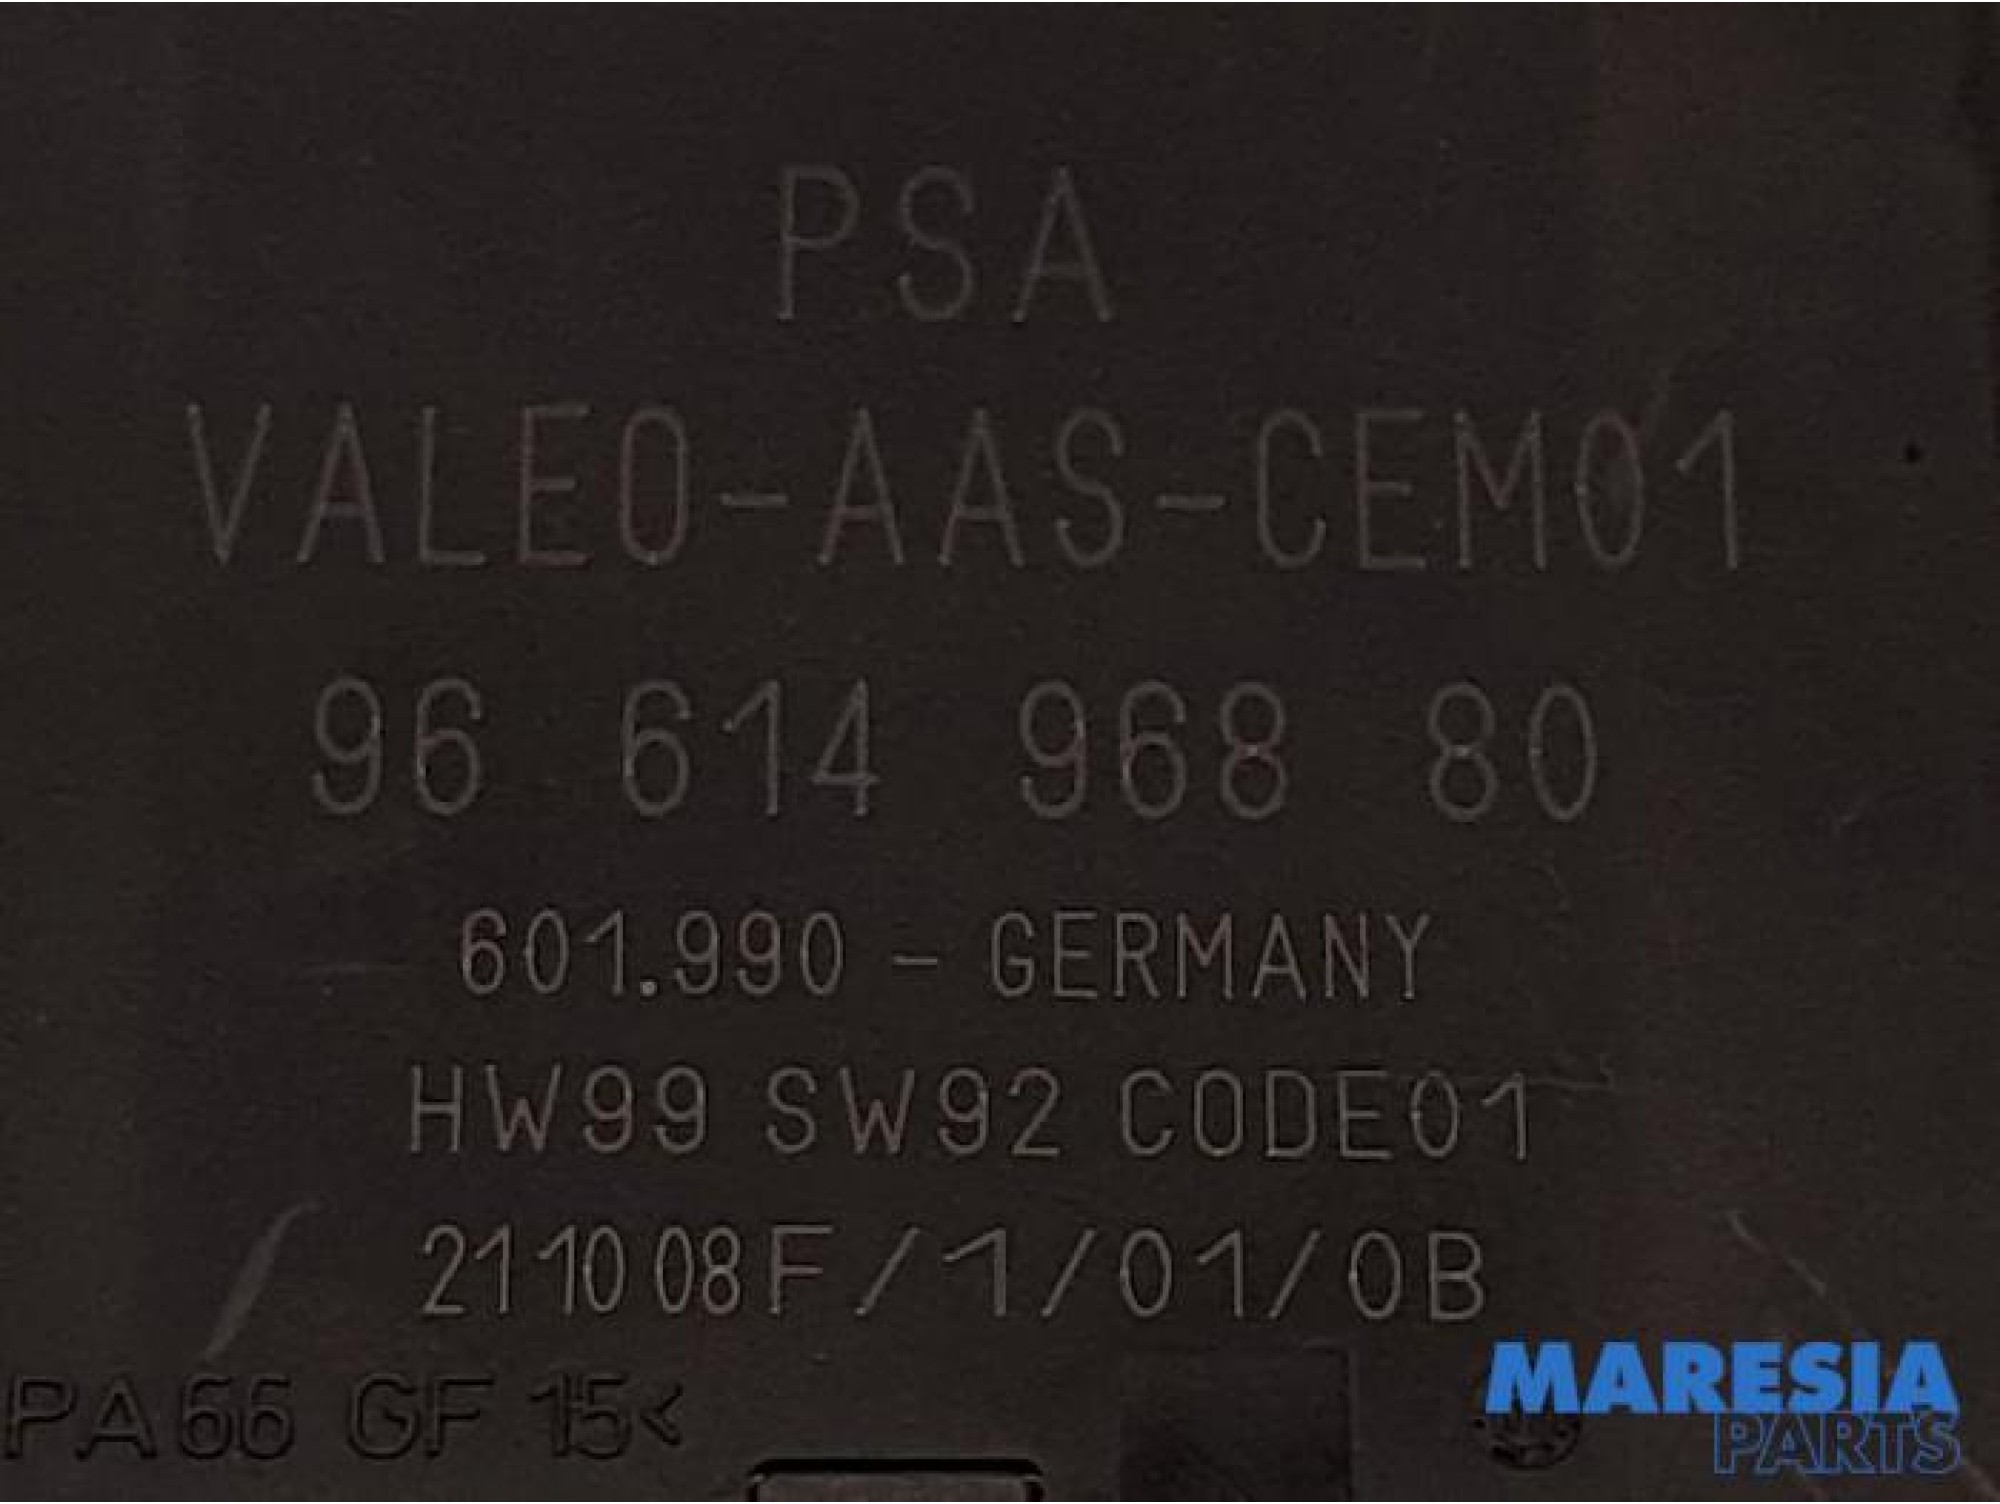 PSA
VALEO-AAS-CEM01
96 614 968 80
601.990 - GERMANY
HW99 SW92 CODE01
211008F/1/01/0B
PA66 GF 15<
MARESIA
PARTS